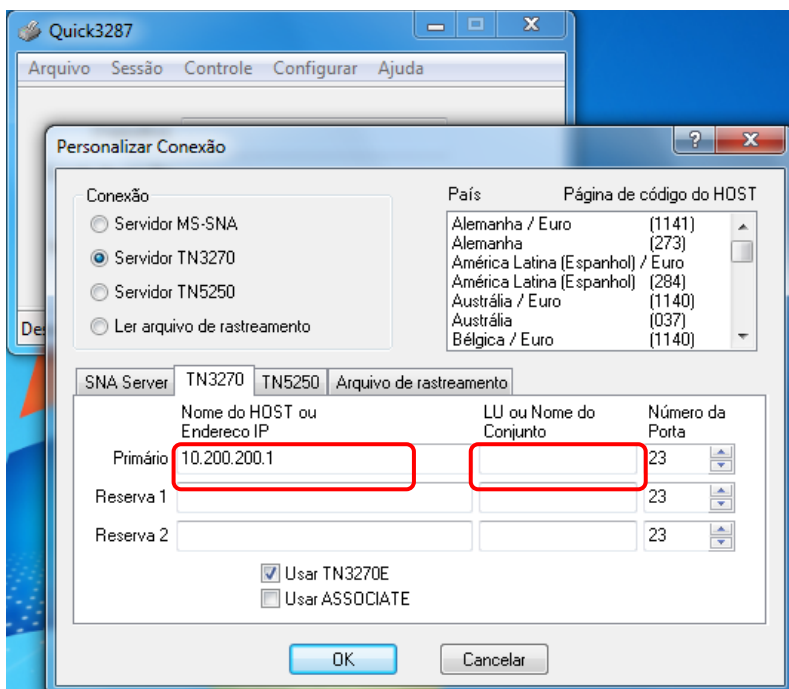 Quick3287
Arquivo Sessão Controle Configurar Ajuda
Personalizar Conexão
Conexão
Servidor MS-SNA
Servidor TN3270
Servidor TN5250
Ler arquivo de rastreamento
País Página de código do HOST
Alemanha / Euro (1141)
Alemanha (273)
América Latina (Espanhol) / Euro
América Latina (Espanhol) (284)
Austrália / Euro (1140)
Austrália (037)
Bélgica / Euro (1140)
SNA Server TN3270 TN5250 Arquivo de rastreamento
Nome do HOST ou
Endereco IP
LU ou Nome do
Conjunto
Número da
Porta
Primário 10.200.200.1 23
Reserva 1 23
Reserva 2 23
Usar TN3270E
Usar ASSOCIATE
OK Cancelar